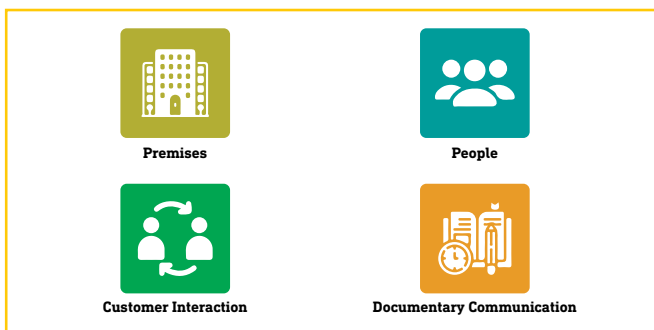 Premises
People
Customer Interaction
Documentary Communication